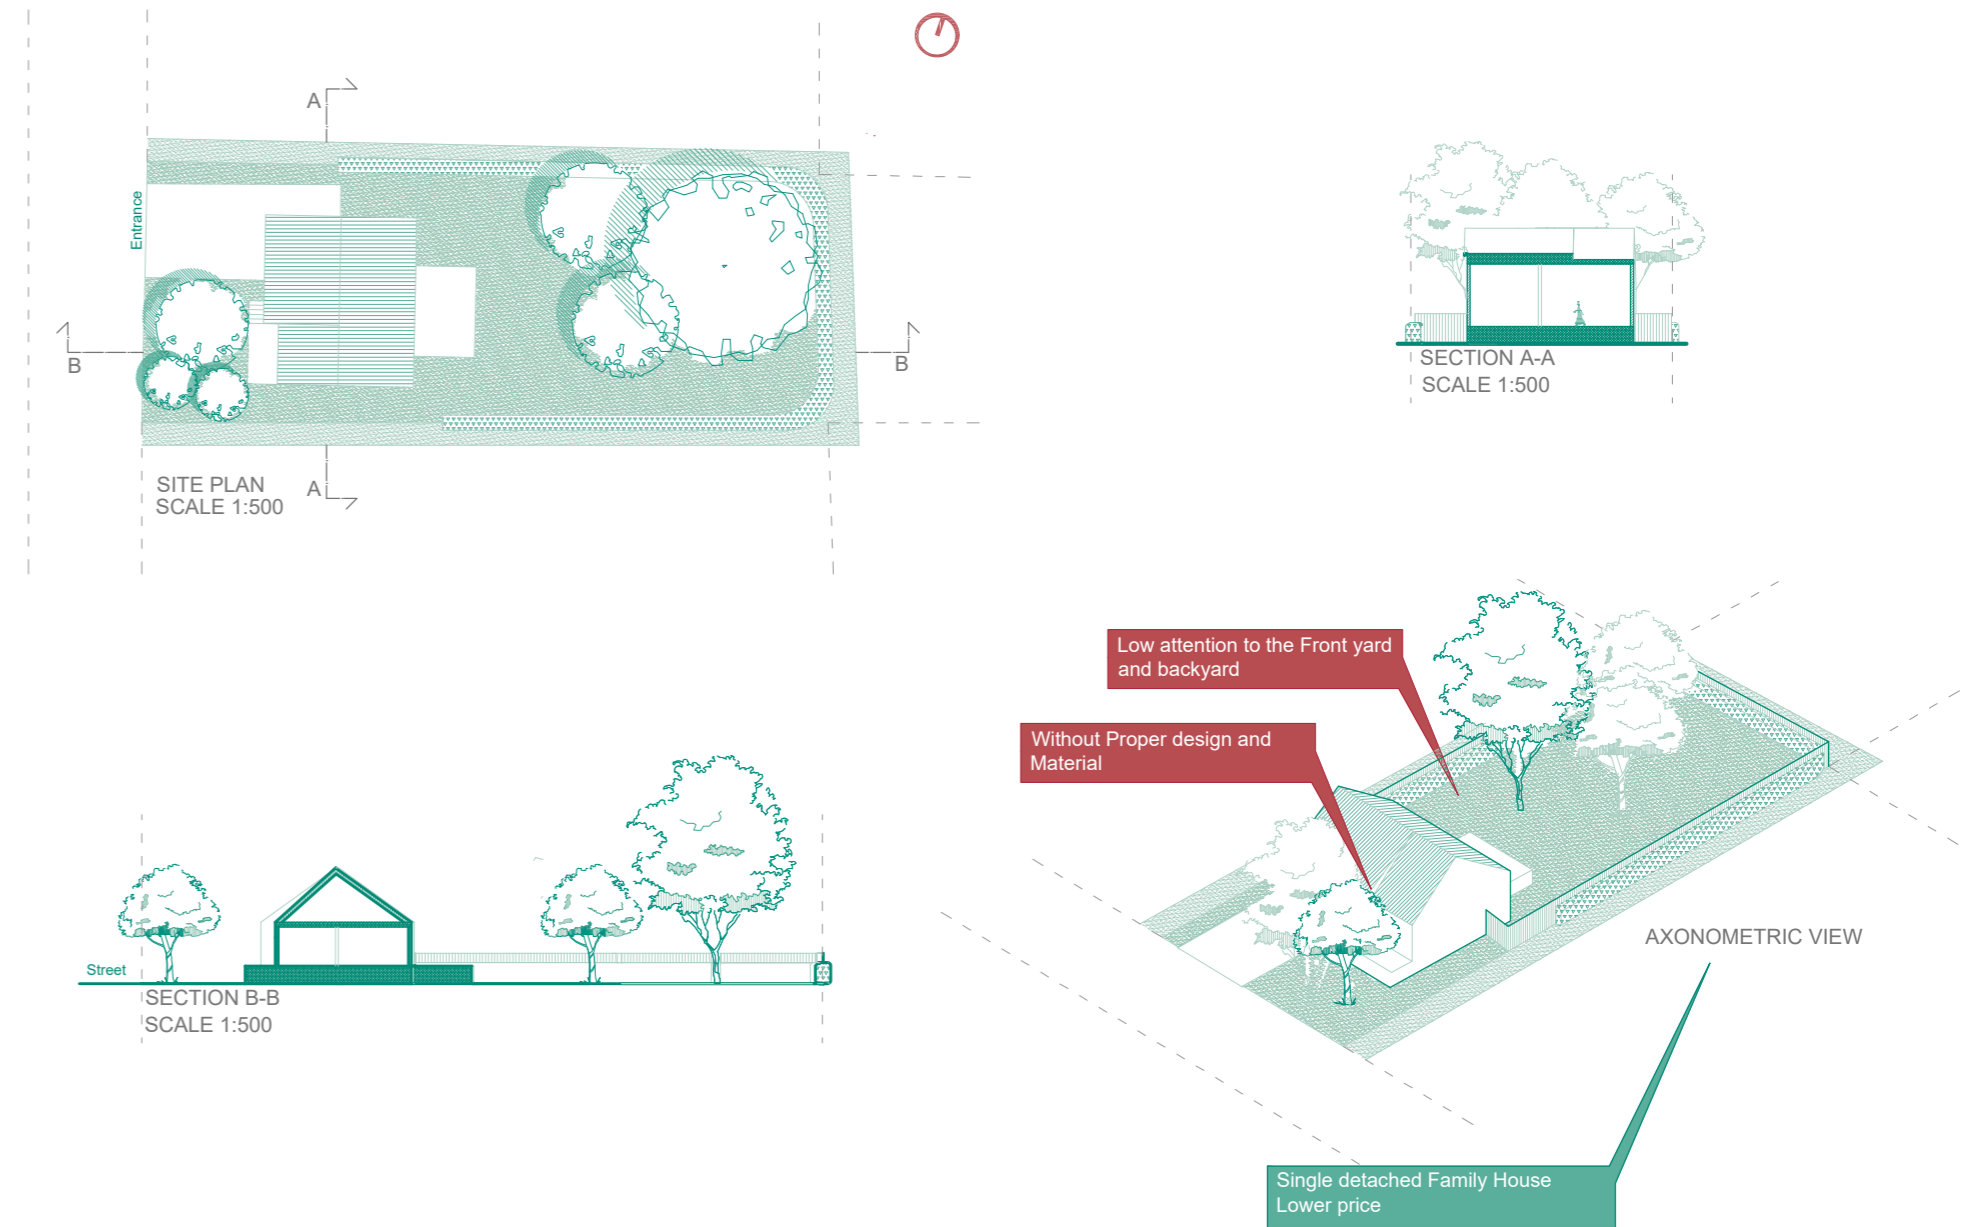 A
Entrance
B
B
A
SITE PLAN
SCALE 1:500
SECTION A-A
SCALE 1:500
Street
SECTION B-B
SCALE 1:500
Low attention to the Front yard
and backyard
Without Proper design and
Material
AXONOMETRIC VIEW
Single detached Family House
Lower price